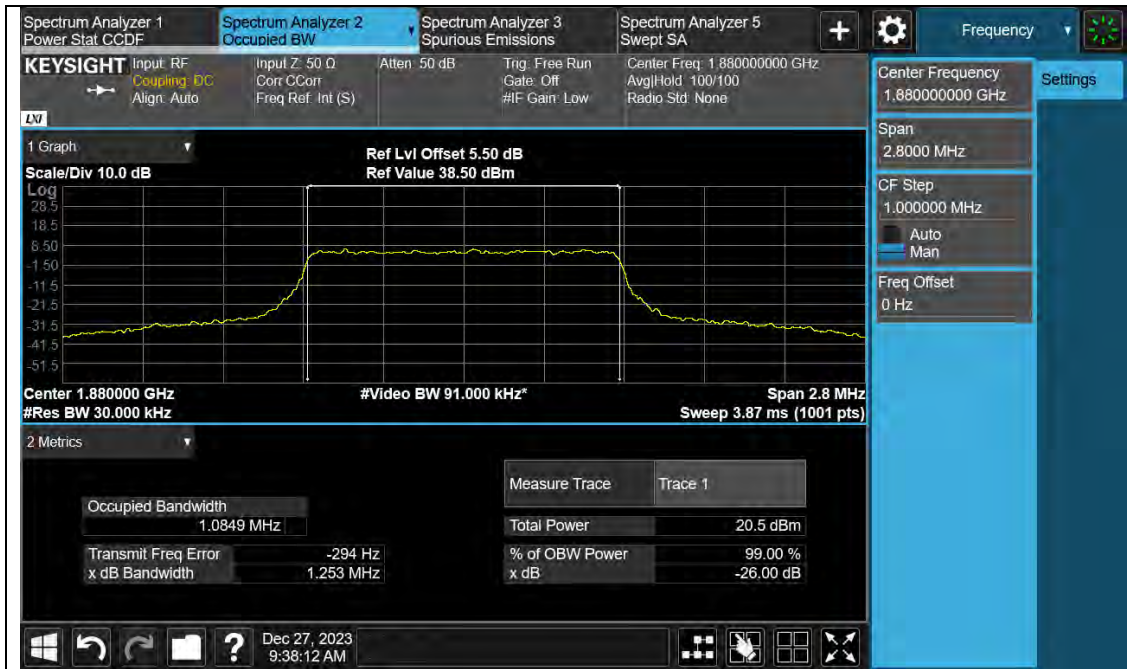 Spectrum Analyzer 1
Power Stat CCDF
Spectrum Analyzer 2
Occupied BW
Spectrum Analyzer 3
Spurious Emissions
Spectrum Analyzer 5
Swept SA
+
Frequency
KEYSIGHT
Input: RF
Coupling: DC
Align: Auto
Input Z: 50 Ω
Corr CCorr
Freq Ref: Int (S)
Atten: 50 dB
Trig: Free Run
Gate: Off
#IF Gain: Low
Center Freq: 1.880000000 GHz
Avg|Hold: 100/100
Radio Std: None
LXI
Center Frequency
1.880000000 GHz
Settings
Span
2.8000 MHz
CF Step
1.000000 MHz
Auto
Man
Freq Offset
0 Hz
1 Graph
Scale/Div 10.0 dB
Ref Lvl Offset 5.50 dB
Ref Value 38.50 dBm
Log
28.5
18.5
8.50
-1.50
-11.5
-21.5
-31.5
-41.5
-51.5
Center 1.880000 GHz
#Video BW 91.000 kHz*
Span 2.8 MHz
#Res BW 30.000 kHz
Sweep 3.87 ms (1001 pts)
2 Metrics
Measure Trace
Trace 1
Occupied Bandwidth
1.0849 MHz
Total Power
20.5 dBm
Transmit Freq Error
-294 Hz
% of OBW Power
99.00 %
x dB Bandwidth
1.253 MHz
x dB
-26.00 dB
?
Dec 27, 2023
9:38:12 AM